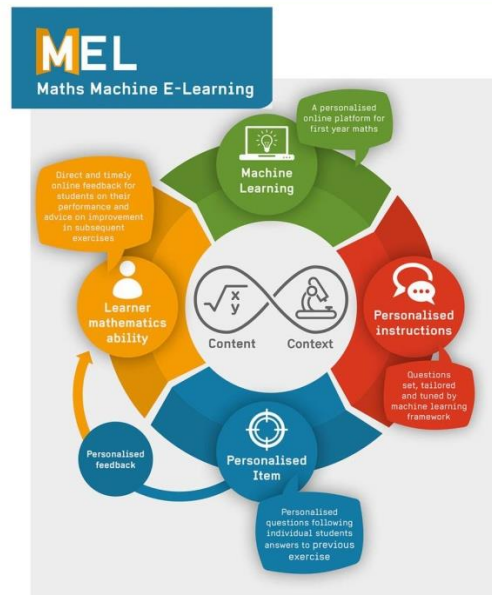 MEL
Maths Machine E-Learning
A personalised
online platform for
first year maths
Machine
Learning
Direct and timely
online feedback for
students on their
performance and
advice on improvement
in subsequent
exercises
Learner
mathematics
ability
√x
y
Content
Context
Personalised
instructions
Questions
set, tailored
and tuned by
machine learning
framework
Personalised
feedback
Personalised
Item
Personalised
questions following
individual students
answers to previous
exercise